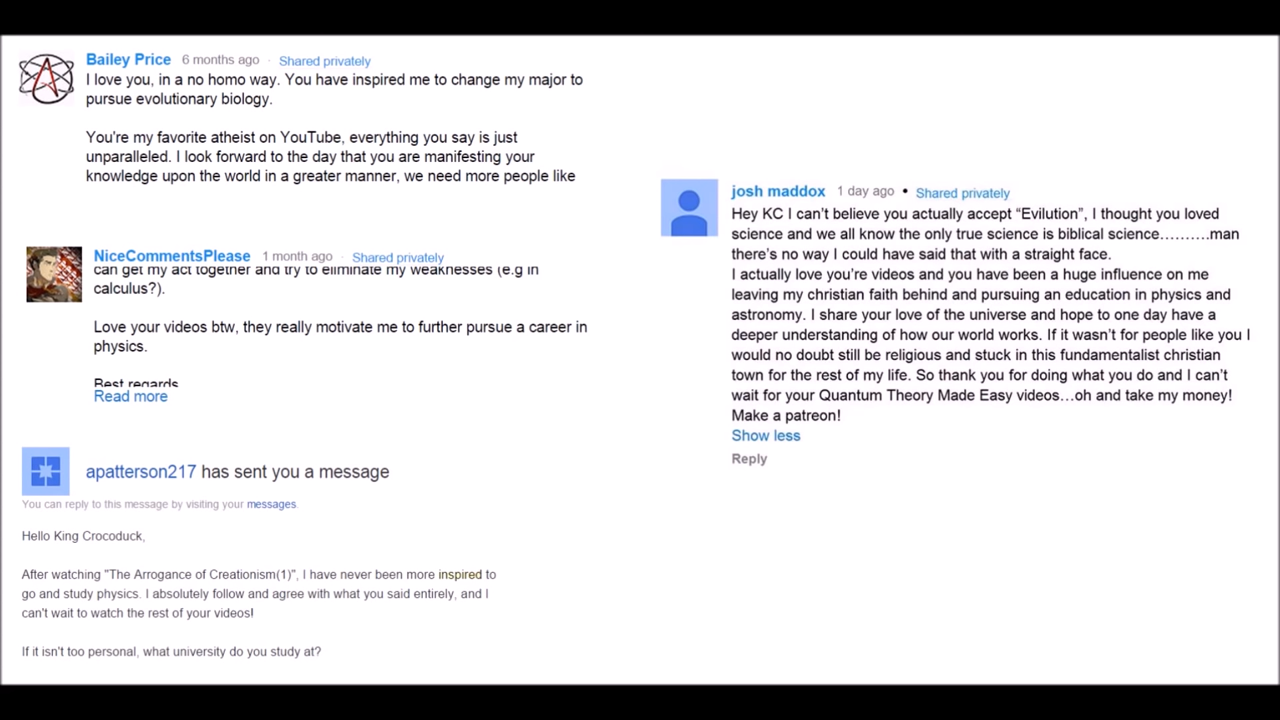 Bailey Price 6 months ago · Shared privately
I love you, in a no homo way. You have inspired me to change my major to
pursue evolutionary biology.
You're my favorite atheist on YouTube, everything you say is just
unparalleled. I look forward to the day that you are manifesting your
knowledge upon the world in a greater manner, we need more people like
NiceCommentsPlease 1 month ago · Shared privately
can get my act together and try to eliminate my weaknesses (e.g in
calculus?).
Love your videos btw, they really motivate me to further pursue a career in
physics.
Best regards
Read more
apatterson217 has sent you a message
You can reply to this message by visiting your messages.
Hello King Crocoduck,
After watching "The Arrogance of Creationism(1)", I have never been more inspired to
go and study physics. I absolutely follow and agree with what you said entirely, and I
can't wait to watch the rest of your videos!
If it isn't too personal, what university do you study at?
josh maddox 1 day ago • Shared privately
Hey KC I can't believe you actually accept “Evilution”, I thought you loved
science and we all know the only true science is biblical science……….man
there's no way I could have said that with a straight face.
I actually love you're videos and you have been a huge influence on me
leaving my christian faith behind and pursuing an education in physics and
astronomy. I share your love of the universe and hope to one day have a
deeper understanding of how our world works. If it wasn't for people like you I
would no doubt still be religious and stuck in this fundamentalist christian
town for the rest of my life. So thank you for doing what you do and I can't
wait for your Quantum Theory Made Easy videos…oh and take my money!
Make a patreon!
Show less
Reply